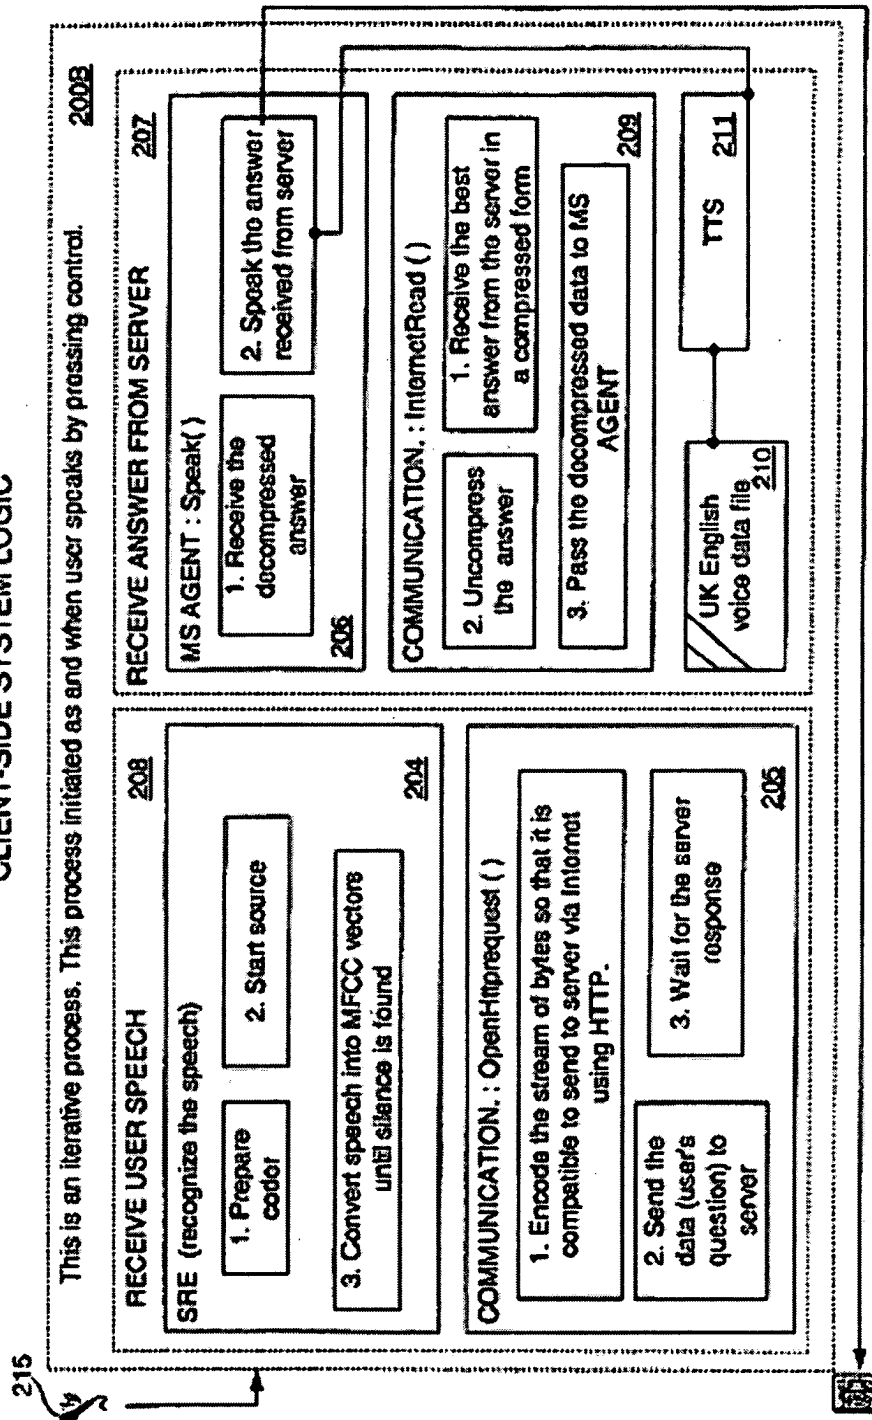 CLIENT-SIDE SYSTEM LOGIC
This is an iterative process. This process initiated as and when user speaks by pressing control.
200B
215
RECEIVE USER SPEECH
208
SRE (recognize the speech)
1. Prepare
coder
2. Start source
3. Convert speech into MFCC vectors
until silence is found
204
COMMUNICATION. : OpenHttprequest ( )
1. Encode the stream of bytes so that it is
compatible to send to server via Internet
using HTTP.
2. Send the
data (user's
question) to
server
3. Wait for the server
response
205
RECEIVE ANSWER FROM SERVER
207
MS AGENT : Speak( )
1. Receive the
decompressed
answer
2. Speak the answer
received from server
206
COMMUNICATION. : InternetRead ( )
2. Uncompress
the answer
1. Receive the best
answer from the server in
a compressed form
3. Pass the decompressed data to MS
AGENT
209
UK English
voice data file
210
TTS
211